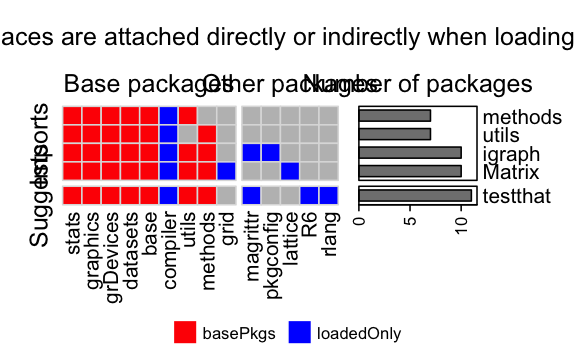 aces are attached directly or indirectly when loading
Base packages
Other packages
Number of packages
Imports
Suggests
methods
utils
igraph
Matrix
testthat
stats
graphics
grDevices
datasets
base
compiler
utils
methods
grid
magrittr
pkgconfig
lattice
R6
rlang
0
5
10
basePkgs
loadedOnly